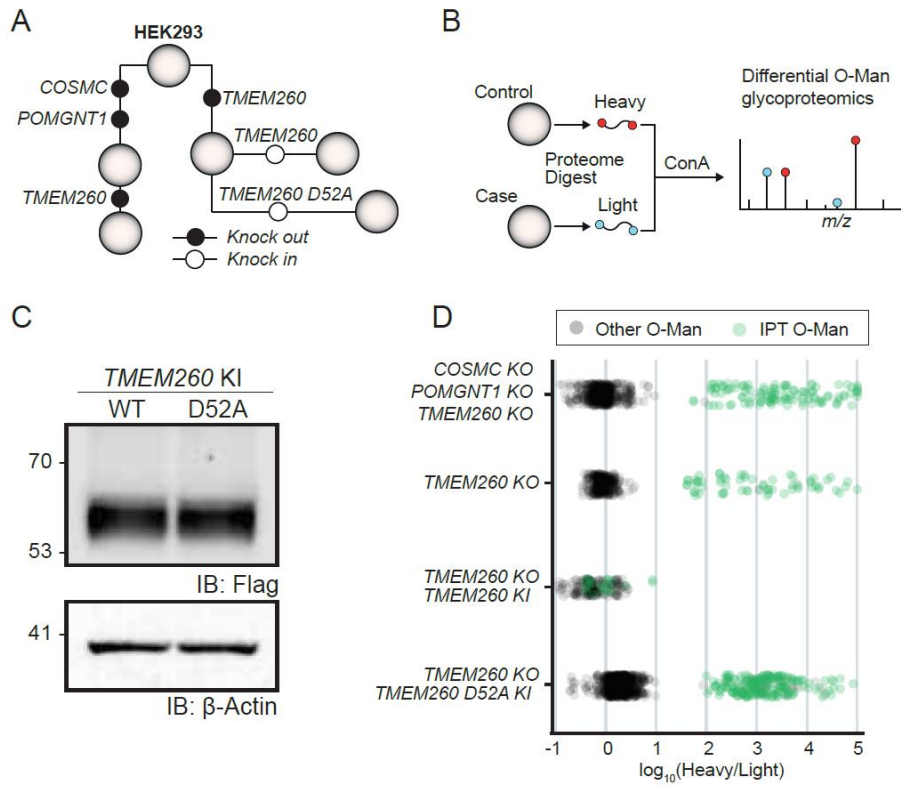 A
HEK293
COSMC
POMGNT1
TMEM260
TMEM260
TMEM260
TMEM260 D52A
Knock out
Knock in
B
Control
Heavy
Proteome
Digest
Case
Light
ConA
Differential O-Man
glycoproteomics
m/z
C
TMEM260 KI
WT D52A
70
53
IB: Flag
41
IB: β-Actin
D
Other O-Man IPT O-Man
COSMC KO
POMGNT1 KO
TMEM260 KO
TMEM260 KO
TMEM260 KO
TMEM260 KI
TMEM260 KO
TMEM260 D52A KI
-1 0 1 2 3 4 5
log10(Heavy/Light)